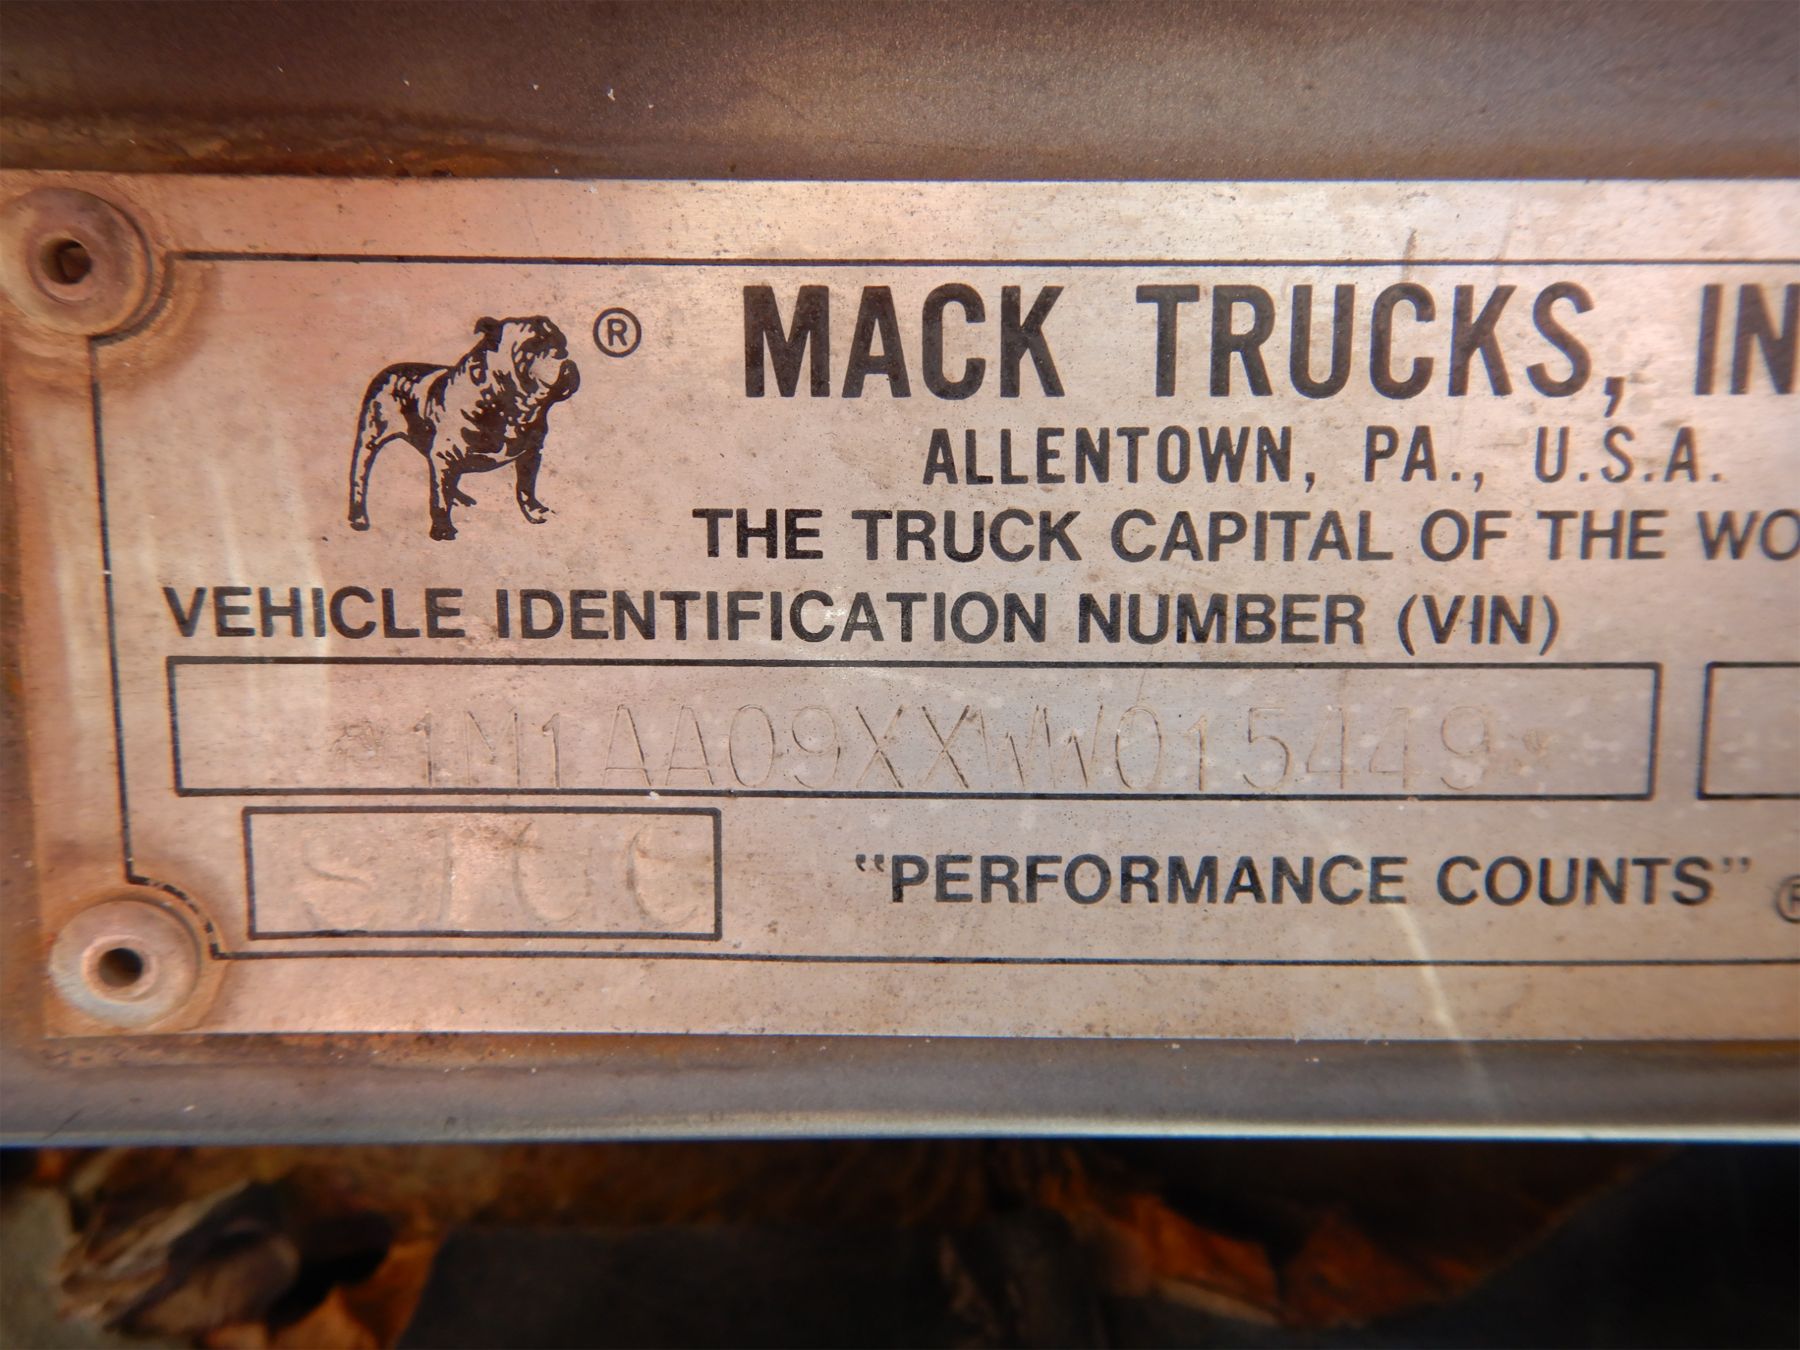 ®
MACK TRUCKS, IN
ALLENTOWN, PA., U.S.A.
THE TRUCK CAPITAL OF THE WO
VEHICLE IDENTIFICATION NUMBER (VIN)
*1M1AA09XXWW015449*
"PERFORMANCE COUNTS" ®